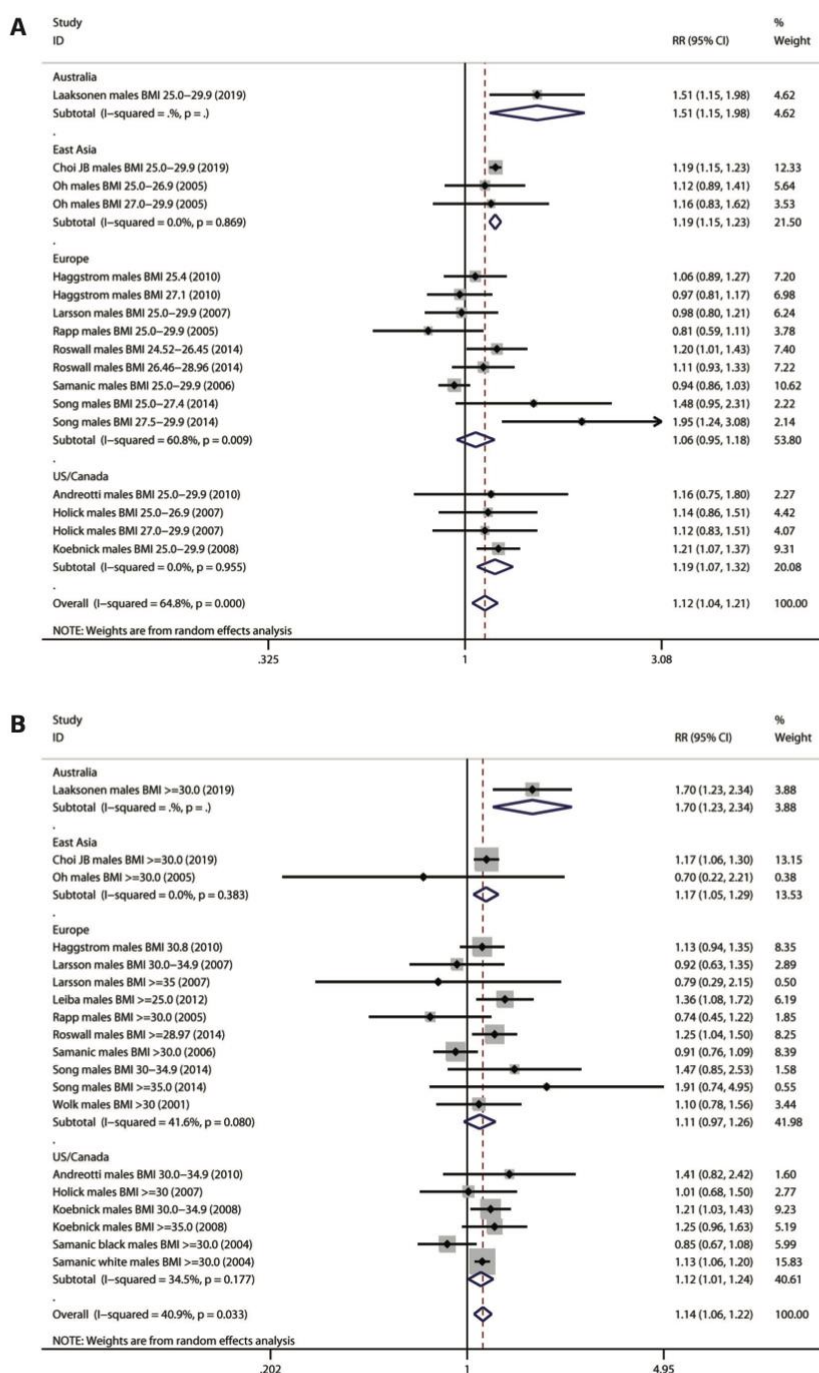 A
Study
ID RR (95% CI) % Weight
Australia
Laaksonen males BMI 25.0–29.9 (2019) 1.51 (1.15, 1.98) 4.62
Subtotal (I–squared = .%, p = .) 1.51 (1.15, 1.98) 4.62
.
East Asia
Choi JB males BMI 25.0–29.9 (2019) 1.19 (1.15, 1.23) 12.33
Oh males BMI 25.0–26.9 (2005) 1.12 (0.89, 1.41) 5.64
Oh males BMI 27.0–29.9 (2005) 1.16 (0.83, 1.62) 3.53
Subtotal (I–squared = 0.0%, p = 0.869) 1.19 (1.15, 1.23) 21.50
.
Europe
Haggstrom males BMI 25.4 (2010) 1.06 (0.89, 1.27) 7.20
Haggstrom males BMI 27.1 (2010) 0.97 (0.81, 1.17) 6.98
Larsson males BMI 25.0–29.9 (2007) 0.98 (0.80, 1.21) 6.24
Rapp males BMI 25.0–29.9 (2005) 0.81 (0.59, 1.11) 3.78
Roswall males BMI 24.52–26.45 (2014) 1.20 (1.01, 1.43) 7.40
Roswall males BMI 26.46–28.96 (2014) 1.11 (0.93, 1.33) 7.22
Samanic males BMI 25.0–29.9 (2006) 0.94 (0.86, 1.03) 10.62
Song males BMI 25.0–27.4 (2014) 1.48 (0.95, 2.31) 2.22
Song males BMI 27.5–29.9 (2014) 1.95 (1.24, 3.08) 2.14
Subtotal (I–squared = 60.8%, p = 0.009) 1.06 (0.95, 1.18) 53.80
.
US/Canada
Andreotti males BMI 25.0–29.9 (2010) 1.16 (0.75, 1.80) 2.27
Holick males BMI 25.0–26.9 (2007) 1.14 (0.86, 1.51) 4.42
Holick males BMI 27.0–29.9 (2007) 1.12 (0.83, 1.51) 4.07
Koebnick males BMI 25.0–29.9 (2008) 1.21 (1.07, 1.37) 9.31
Subtotal (I–squared = 0.0%, p = 0.955) 1.19 (1.07, 1.32) 20.08
.
Overall (I–squared = 64.8%, p = 0.000) 1.12 (1.04, 1.21) 100.00
NOTE: Weights are from random effects analysis
.325 1 3.08
B
Study
ID RR (95% CI) % Weight
Australia
Laaksonen males BMI >=30.0 (2019) 1.70 (1.23, 2.34) 3.88
Subtotal (I–squared = .%, p = .) 1.70 (1.23, 2.34) 3.88
.
East Asia
Choi JB males BMI >=30.0 (2019) 1.17 (1.06, 1.30) 13.15
Oh males BMI >=30.0 (2005) 0.70 (0.22, 2.21) 0.38
Subtotal (I–squared = 0.0%, p = 0.383) 1.17 (1.05, 1.29) 13.53
.
Europe
Haggstrom males BMI 30.8 (2010) 1.13 (0.94, 1.35) 8.35
Larsson males BMI 30.0–34.9 (2007) 0.92 (0.63, 1.35) 2.89
Larsson males BMI >=35 (2007) 0.79 (0.29, 2.15) 0.50
Leiba males BMI >=25.0 (2012) 1.36 (1.08, 1.72) 6.19
Rapp males BMI >=30.0 (2005) 0.74 (0.45, 1.22) 1.85
Roswall males BMI >=28.97 (2014) 1.25 (1.04, 1.50) 8.25
Samanic males BMI >30.0 (2006) 0.91 (0.76, 1.09) 8.39
Song males BMI 30–34.9 (2014) 1.47 (0.85, 2.53) 1.58
Song males BMI >=35.0 (2014) 1.91 (0.74, 4.95) 0.55
Wolk males BMI >30 (2001) 1.10 (0.78, 1.56) 3.44
Subtotal (I–squared = 41.6%, p = 0.080) 1.11 (0.97, 1.26) 41.98
.
US/Canada
Andreotti males BMI 30.0–34.9 (2010) 1.41 (0.82, 2.42) 1.60
Holick males BMI >=30 (2007) 1.01 (0.68, 1.50) 2.77
Koebnick males BMI 30.0–34.9 (2008) 1.21 (1.03, 1.43) 9.23
Koebnick males BMI >=35.0 (2008) 1.25 (0.96, 1.63) 5.19
Samanic black males BMI >=30.0 (2004) 0.85 (0.67, 1.08) 5.99
Samanic white males BMI >=30.0 (2004) 1.13 (1.06, 1.20) 15.83
Subtotal (I–squared = 34.5%, p = 0.177) 1.12 (1.01, 1.24) 40.61
.
Overall (I–squared = 40.9%, p = 0.033) 1.14 (1.06, 1.22) 100.00
NOTE: Weights are from random effects analysis
.202 1 4.95